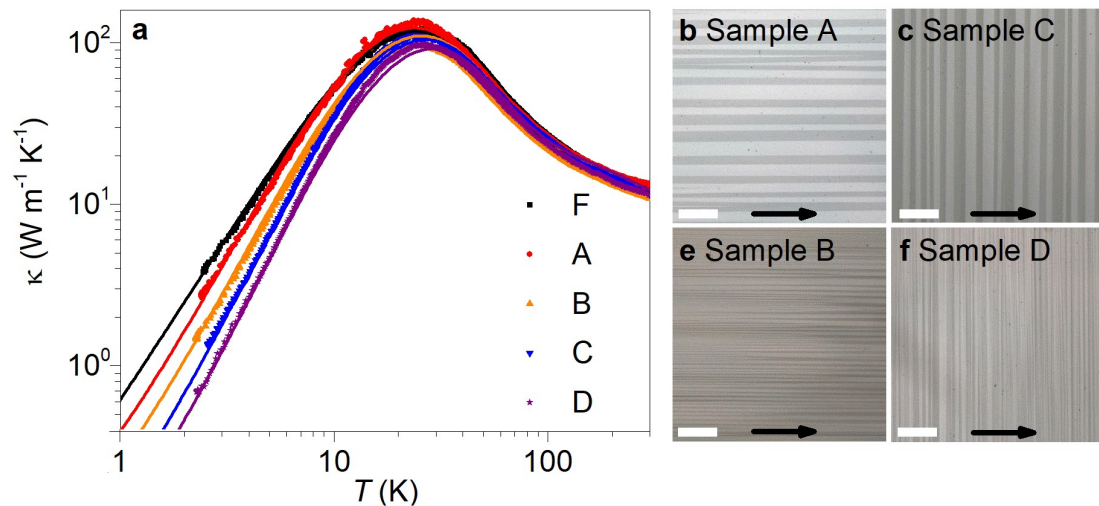 a
10²
10¹
10⁰
κ (W m⁻¹ K⁻¹)
F
A
B
C
D
1
10
100
T (K)
b Sample A
c Sample C
e Sample B
f Sample D